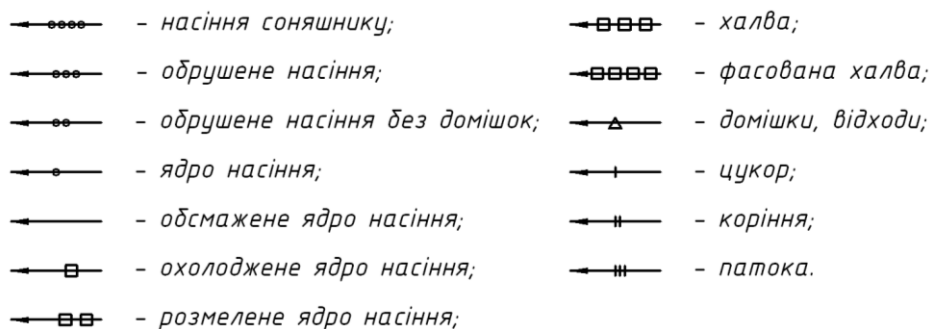 – насіння соняшнику;
– обрушене насіння;
– обрушене насіння без домішок;
– ядро насіння;
– обсмажене ядро насіння;
– охолоджене ядро насіння;
– розмелене ядро насіння;
– халва;
– фасована халва;
– домішки, відходи;
– цукор;
– коріння;
– патока.